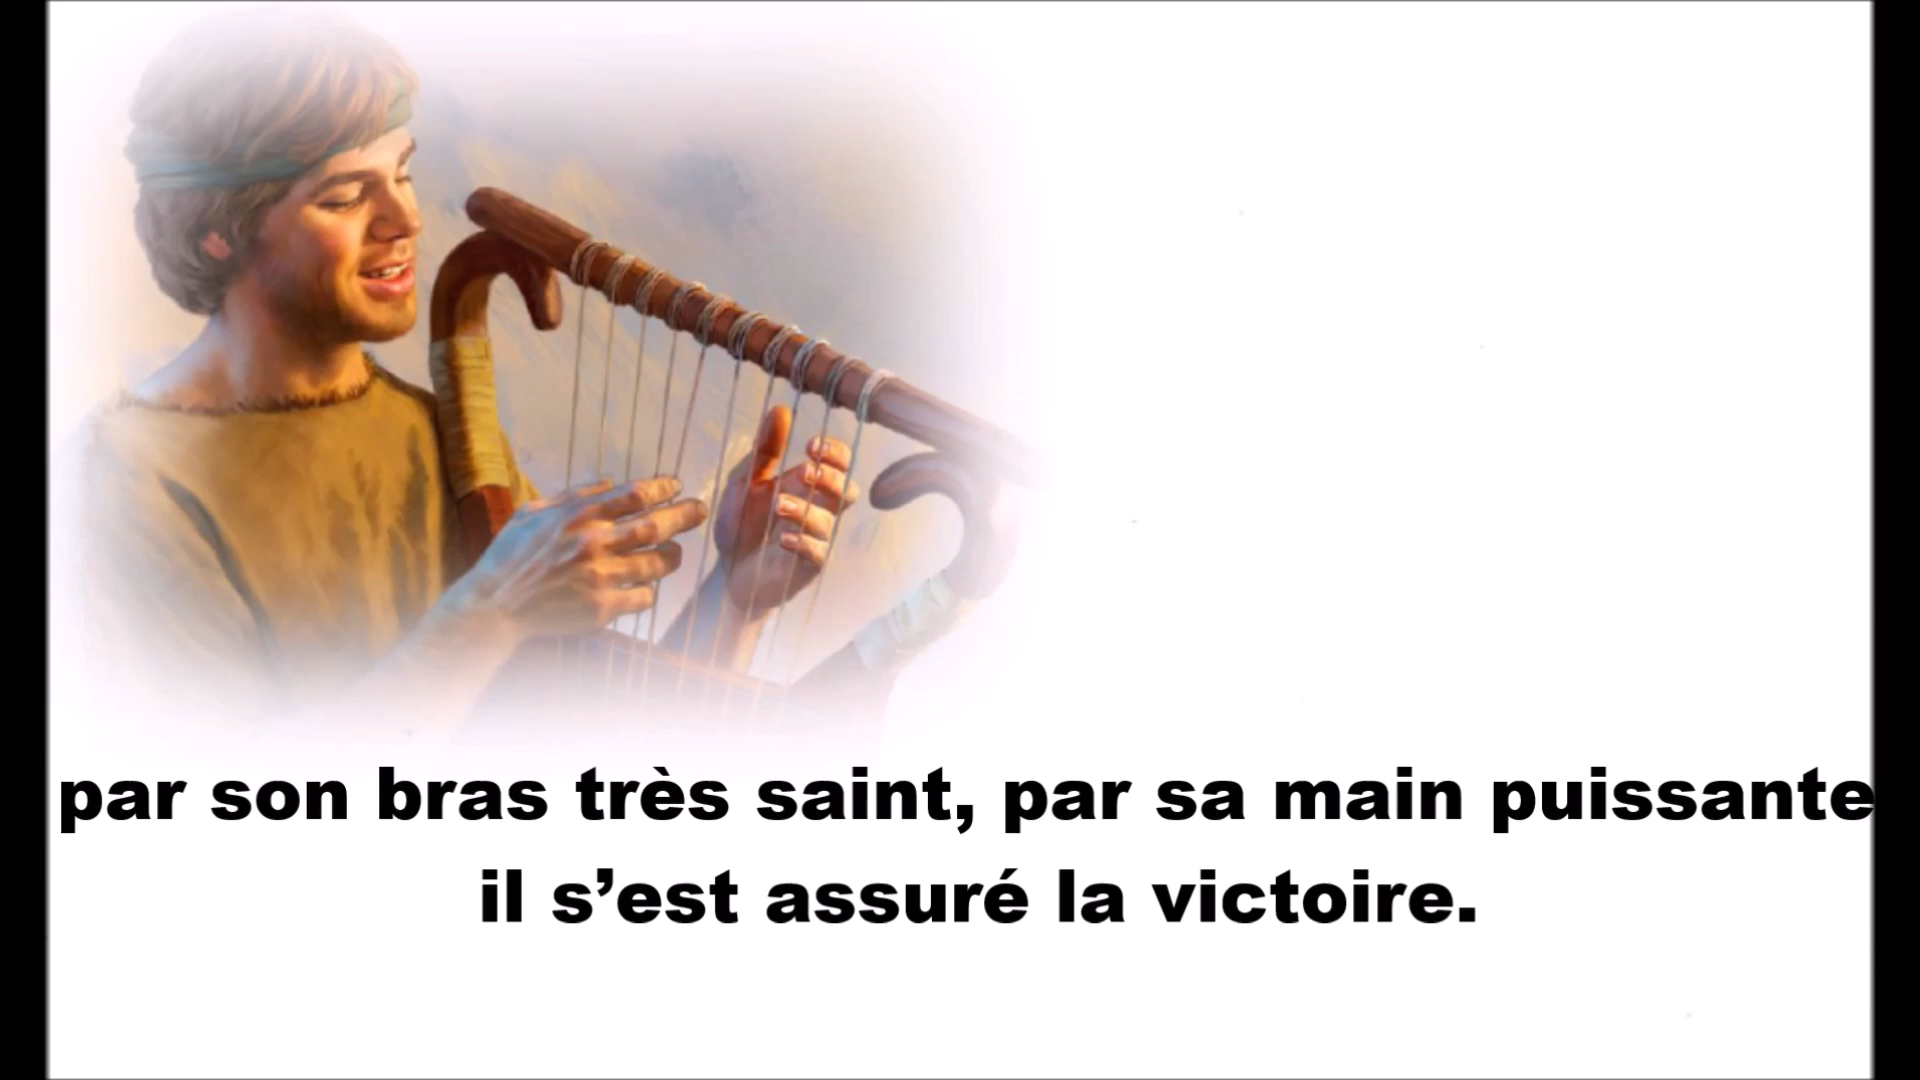 par son bras très saint, par sa main puissante
il s’est assuré la victoire.